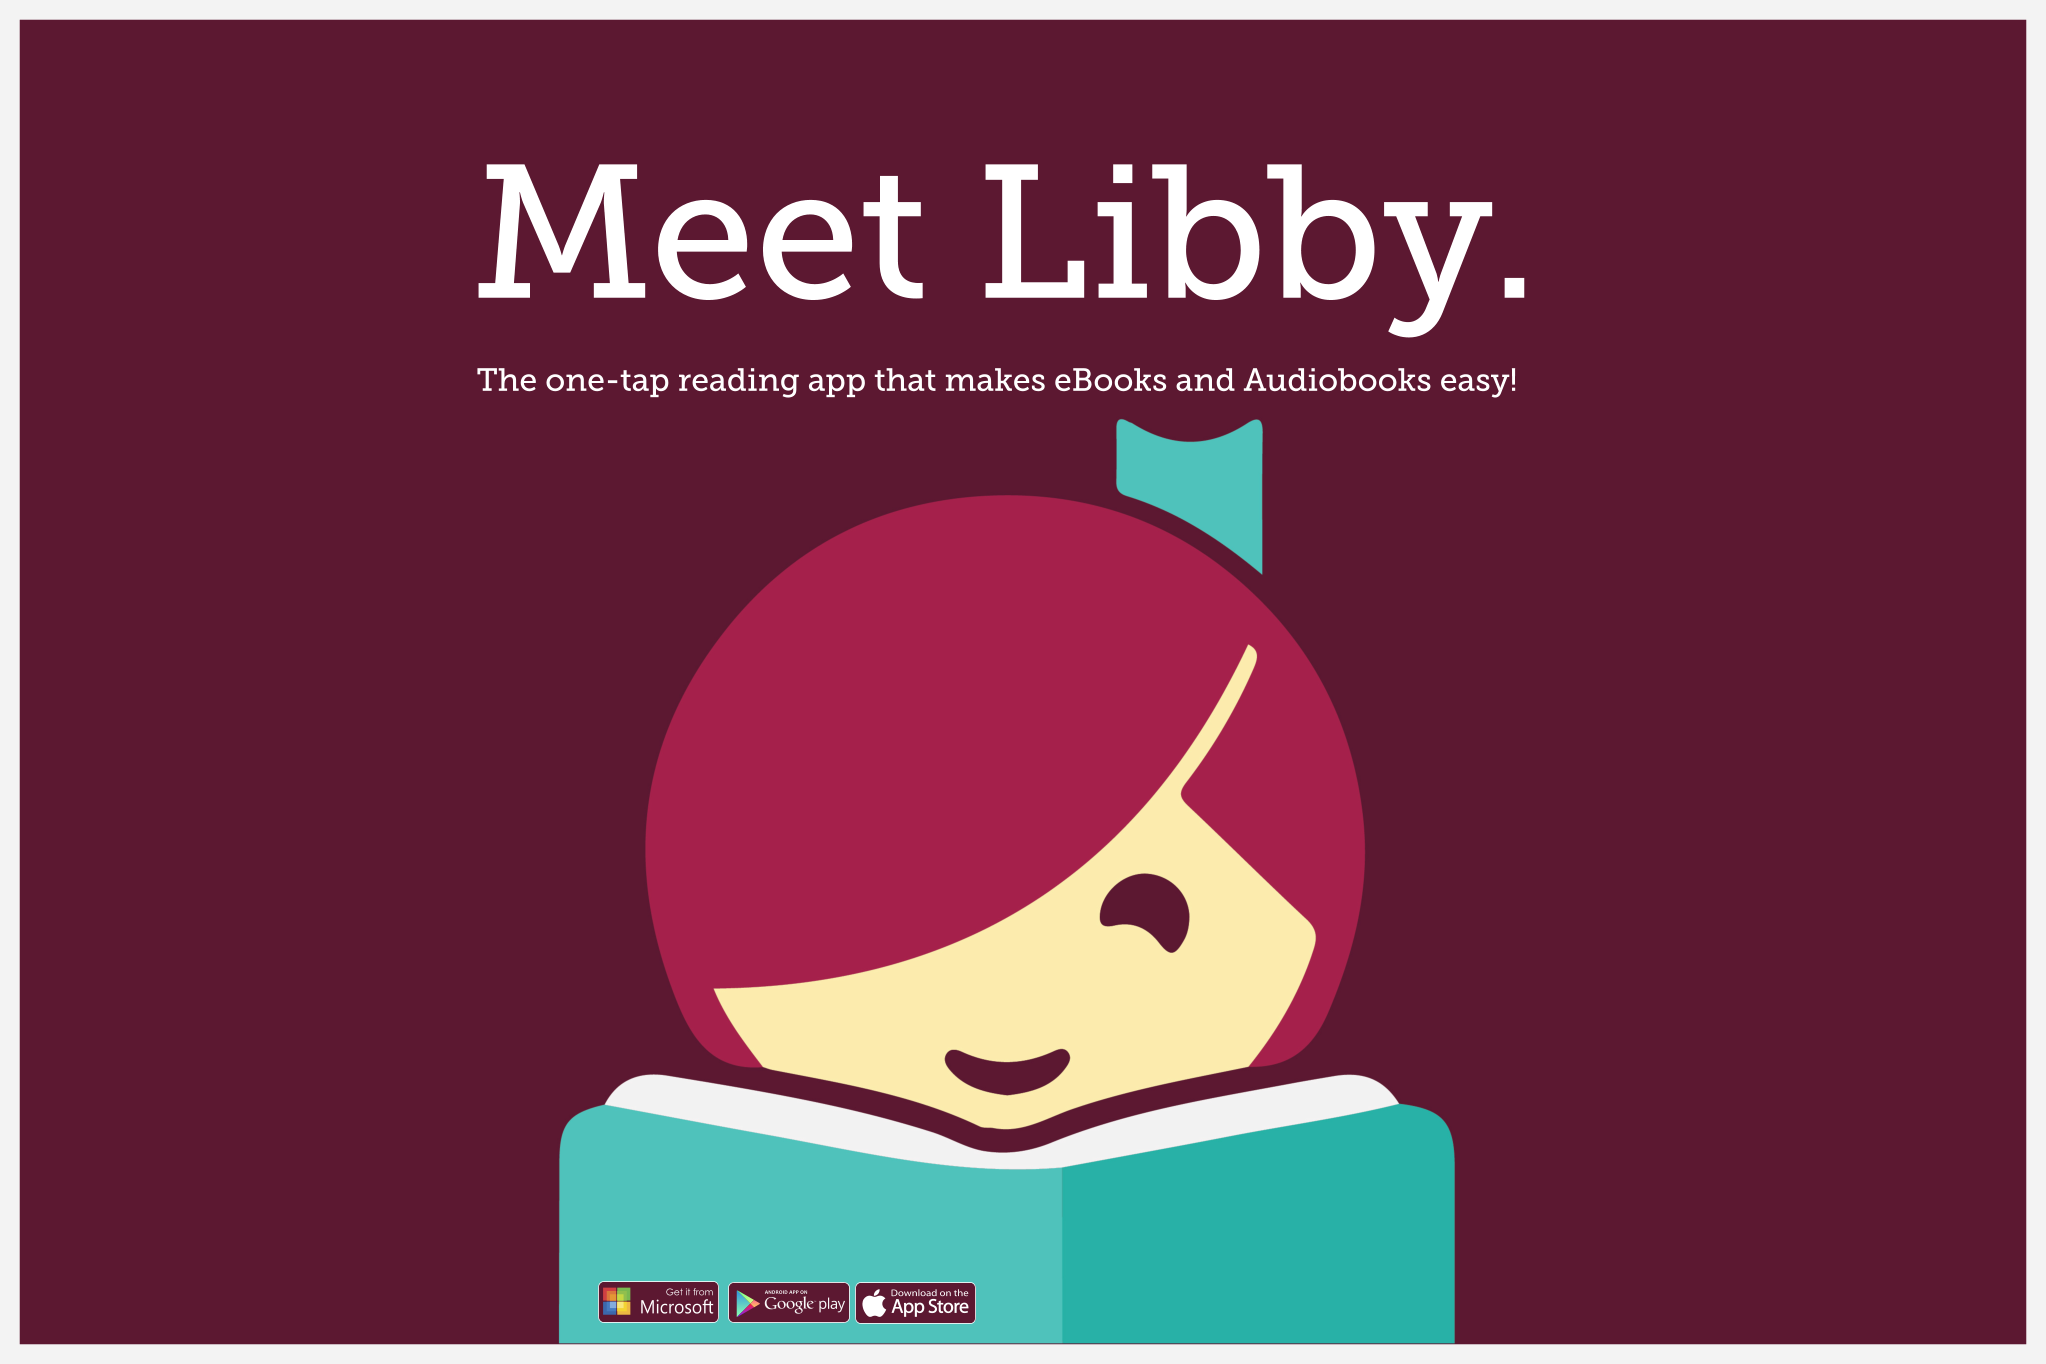 Meet Libby.
The one-tap reading app that makes eBooks and Audiobooks easy!
Get it from
Microsoft
ANDROID APP ON
Google play
Download on the
App Store